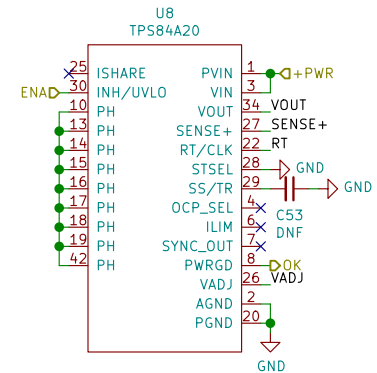 U8
TPS84A20
25 ISHARE PVIN 1 +PWR
ENA 30 INH/UVLO VIN 3
10 PH VOUT 34 VOUT
13 PH SENSE+ 27 SENSE+
14 PH RT/CLK 22 RT
15 PH STSEL 28 GND
16 PH SS/TR 29 GND
17 PH OCP_SEL 4 C53
18 PH ILIM 6 DNF
19 PH SYNC_OUT 7
42 PH PWRGD 8 OK
VADJ 26 VADJ
AGND 2
PGND 20
GND